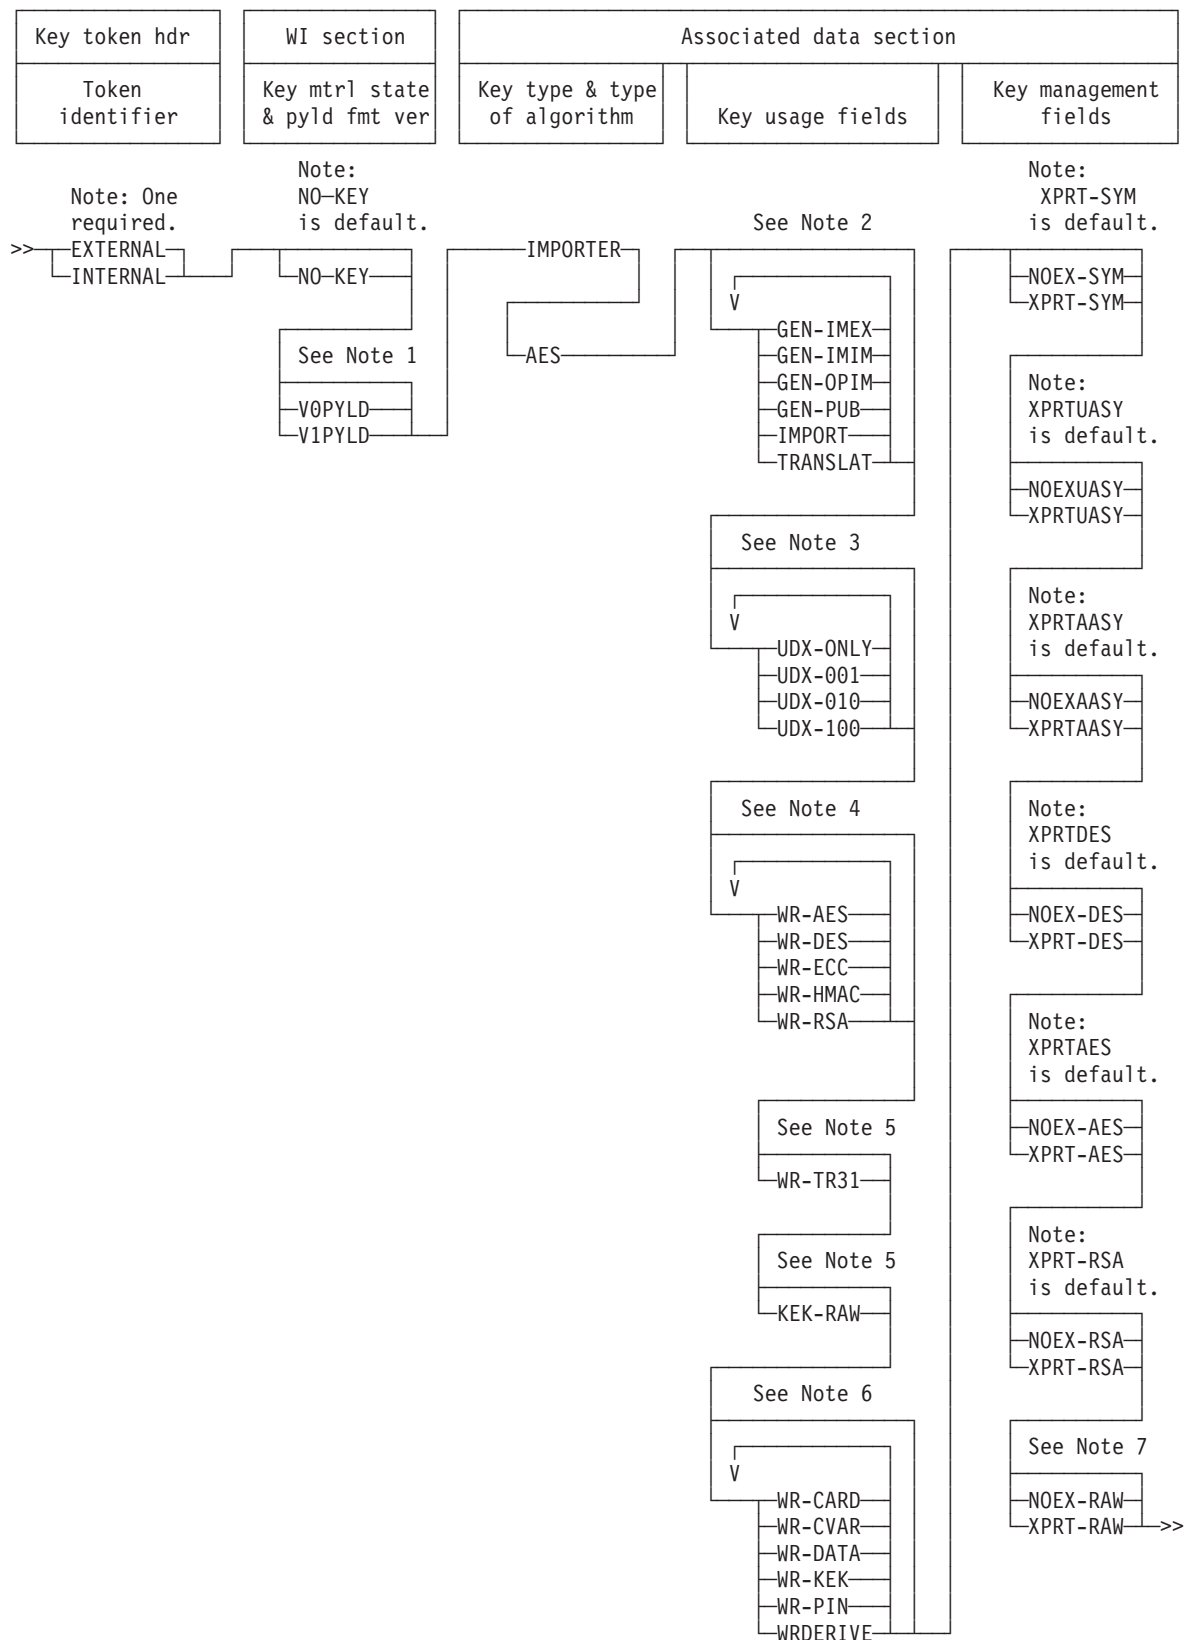 Key token hdr
WI section
Associated data section
Token
identifier
Key mtrl state
& pyld fmt ver
Key type & type
of algorithm
Key usage fields
Key management
fields
Note: One
required.
>>
EXTERNAL
INTERNAL
Note:
NO-KEY
is default.
NO-KEY
See Note 1
V0PYLD
V1PYLD
IMPORTER
AES
See Note 2
V
GEN-IMEX
GEN-IMIM
GEN-OPIM
GEN-PUB
IMPORT
TRANSLAT
See Note 3
V
UDX-ONLY
UDX-001
UDX-010
UDX-100
See Note 4
V
WR-AES
WR-DES
WR-ECC
WR-HMAC
WR-RSA
See Note 5
WR-TR31
See Note 5
KEK-RAW
See Note 6
V
WR-CARD
WR-CVAR
WR-DATA
WR-KEK
WR-PIN
WRDERIVE
Note:
XPRT-SYM
is default.
NOEX-SYM
XPRT-SYM
Note:
XPRTUASY
is default.
NOEXUASY
XPRTUASY
Note:
XPRTAASY
is default.
NOEXAASY
XPRTAASY
Note:
XPRTDES
is default.
NOEX-DES
XPRT-DES
Note:
XPRTAES
is default.
NOEX-AES
XPRT-AES
Note:
XPRT-RSA
is default.
NOEX-RSA
XPRT-RSA
See Note 7
NOEX-RAW
XPRT-RAW
>>